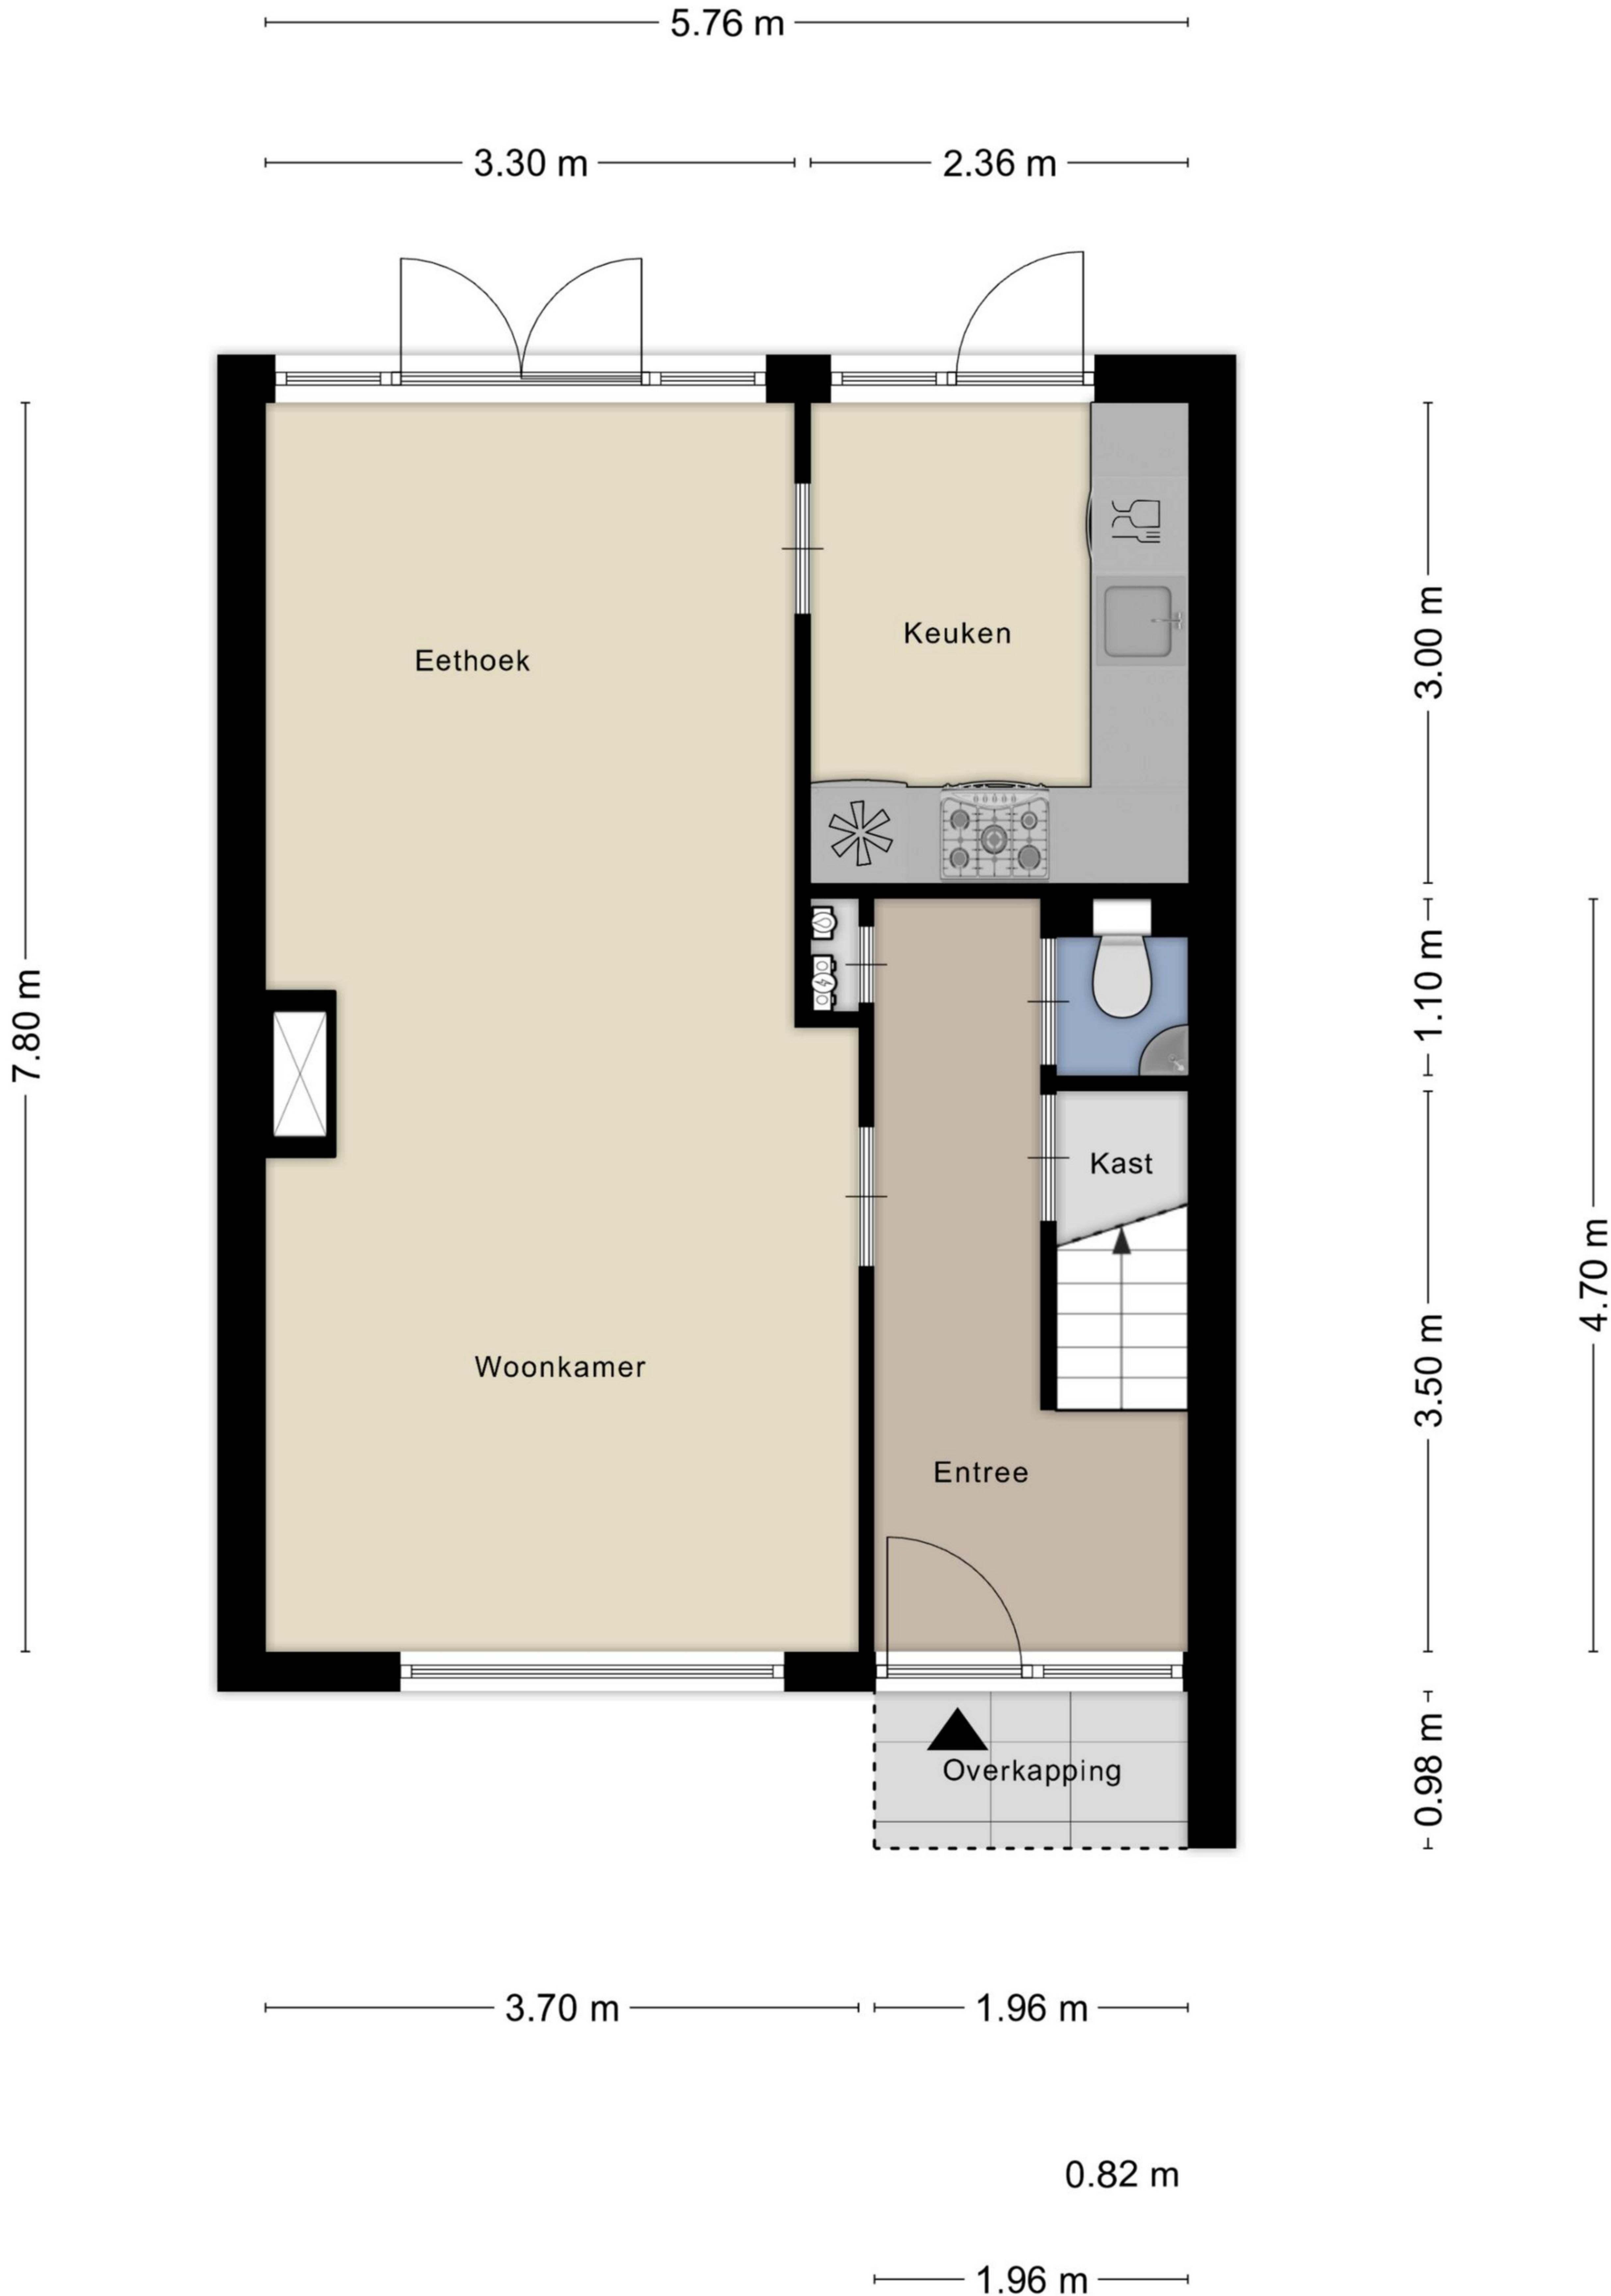 5.76 m
3.30 m
2.36 m
Eethoek
Keuken
3.00 m
7.80 m
1.10 m
Kast
4.70 m
Woonkamer
3.50 m
Entree
Overkapping
0.98 m
3.70 m
1.96 m
0.82 m
1.96 m